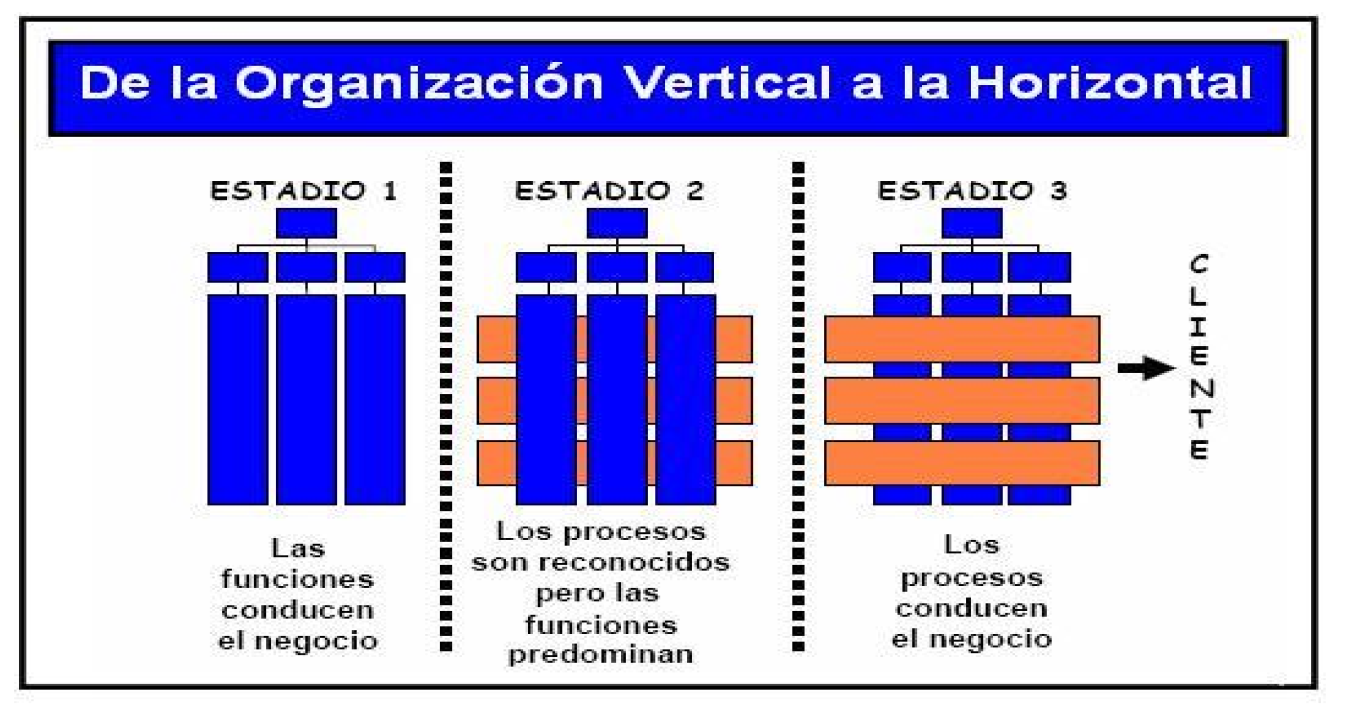 De la Organización Vertical a la Horizontal
ESTADIO 1
Las
funciones
conducen
el negocio
ESTADIO 2
Los procesos
son reconocidos
pero las
funciones
predominan
ESTADIO 3
Los
procesos
conducen
el negocio
CLIENTE